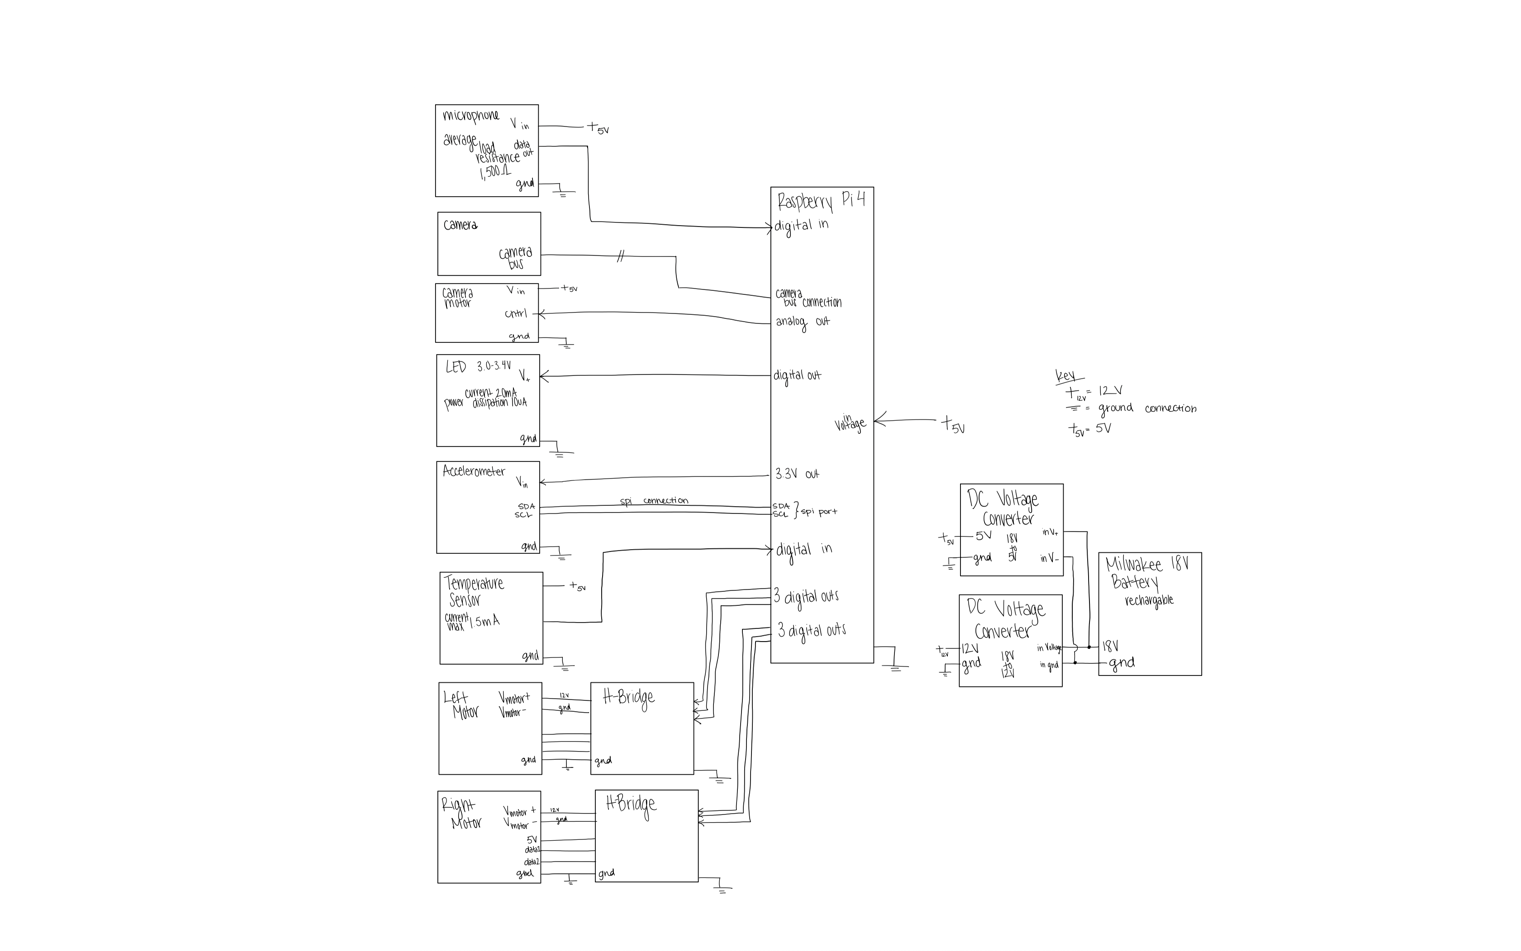 microphone
V in
+5V
average load resistance 1,500Ω
data out
gnd
camera
camera bus
//
camera motor
V in
+5V
cntrl
gnd
LED 3.0-3.4V
V+
current 20mA
power dissipation 10uA
gnd
Accelerometer
Vin
SDA
SCL
spi connection
gnd
Temperature Sensor
+5V
current max 1.5mA
gnd
Left Motor
Vmotor+
12V
Vmotor-
gnd
gnd
H-Bridge
gnd
Right Motor
Vmotor +
12V
Vmotor -
gnd
5V
data1
data2
gnd
H-Bridge
gnd
Raspberry Pi 4
digital in
camera bus connection
analog out
digital out
in Voltage
+5V
3.3V out
SDA
SCL
} spi port
digital in
3 digital outs
3 digital outs
Key
+12V = 12V
= ground connection
+5V = 5V
DC Voltage Converter
+5V
5V
gnd
18V to 5V
in V+
in V-
DC Voltage Converter
+12V
12V
gnd
18V to 12V
in Voltage
in gnd
Milwakee 18V Battery
rechargable
18V
gnd